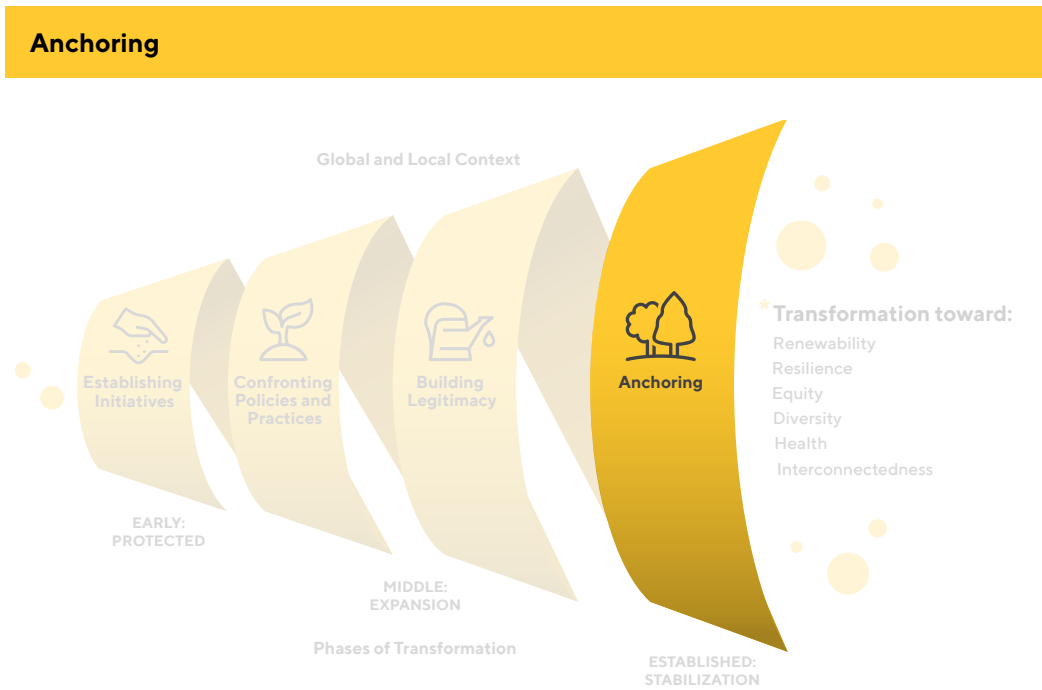 Anchoring
Global and Local Context
Establishing
Initiatives
Confronting
Policies and
Practices
Building
Legitimacy
Anchoring
* Transformation toward:
Renewability
Resilience
Equity
Diversity
Health
Interconnectedness
EARLY:
PROTECTED
MIDDLE:
EXPANSION
Phases of Transformation
ESTABLISHED:
STABILIZATION